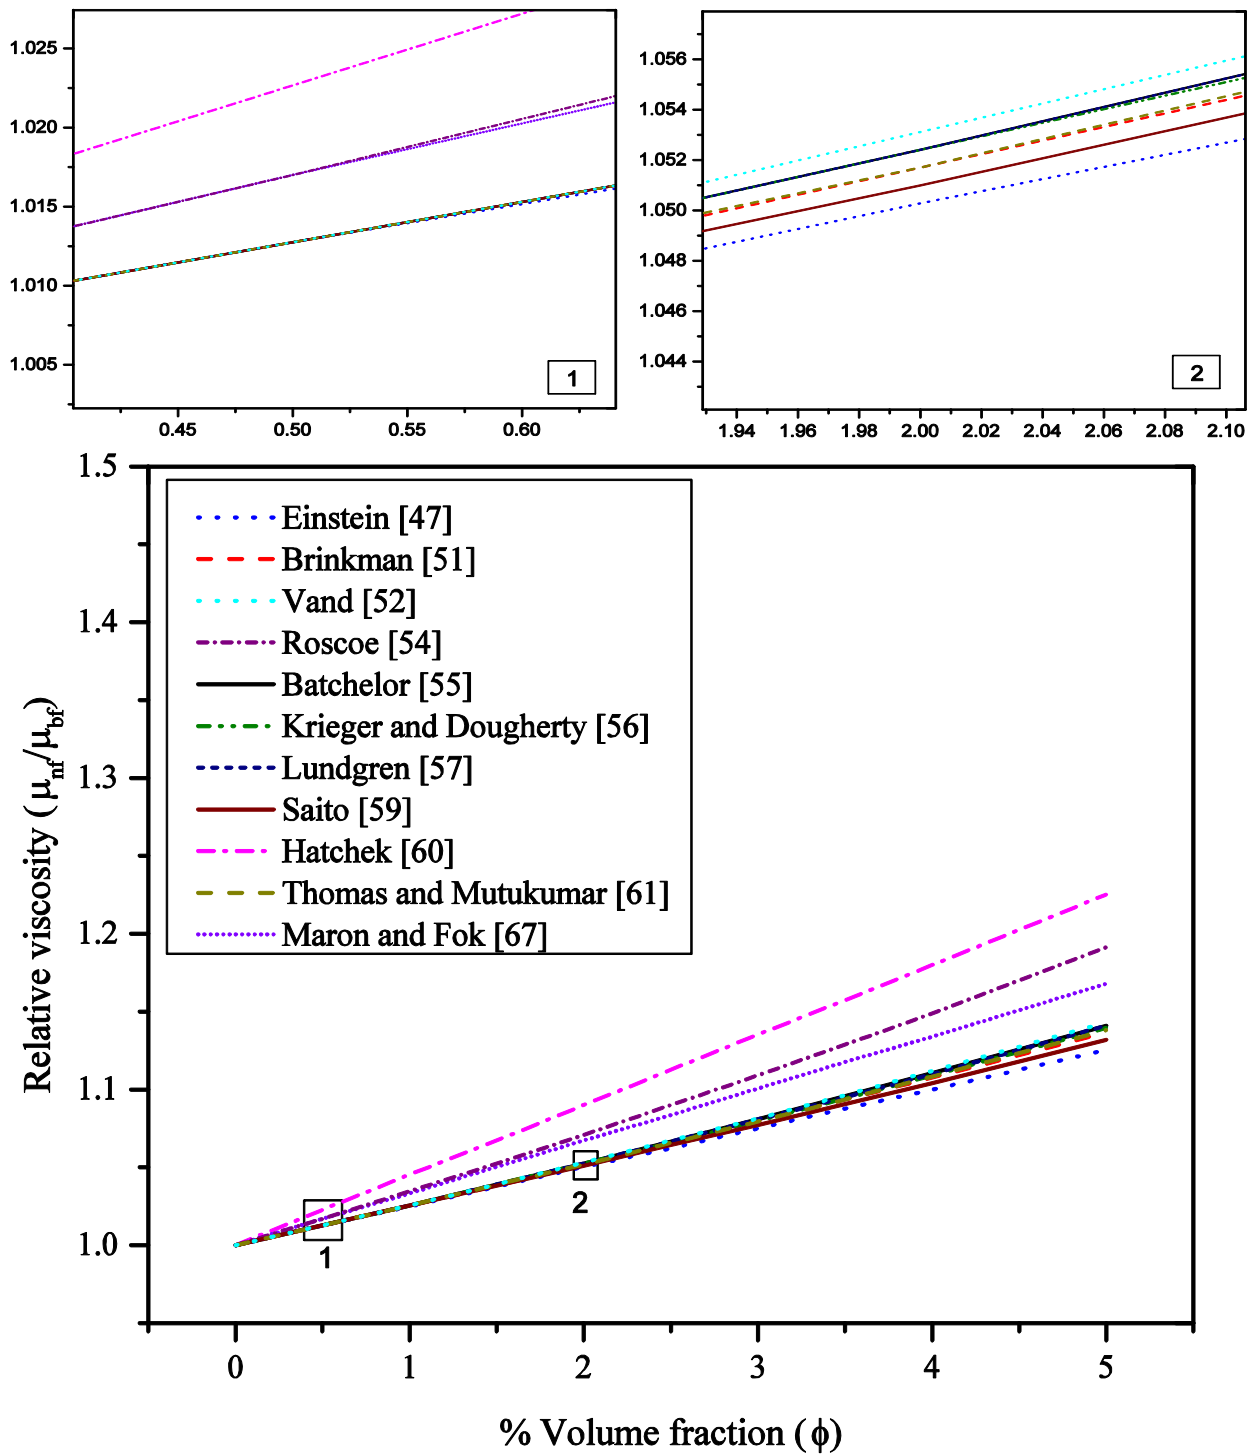 1.025
1.020
1.015
1.010
1.005
0.45 0.50 0.55 0.60
1
1.056
1.054
1.052
1.050
1.048
1.046
1.044
1.94 1.96 1.98 2.00 2.02 2.04 2.06 2.08 2.10
2
1.5
1.4
1.3
1.2
1.1
1.0
Relative viscosity (μnf/μbf)
Einstein [47]
Brinkman [51]
Vand [52]
Roscoe [54]
Batchelor [55]
Krieger and Dougherty [56]
Lundgren [57]
Saito [59]
Hatchek [60]
Thomas and Mutukumar [61]
Maron and Fok [67]
2
1
0 1 2 3 4 5
% Volume fraction (ϕ)